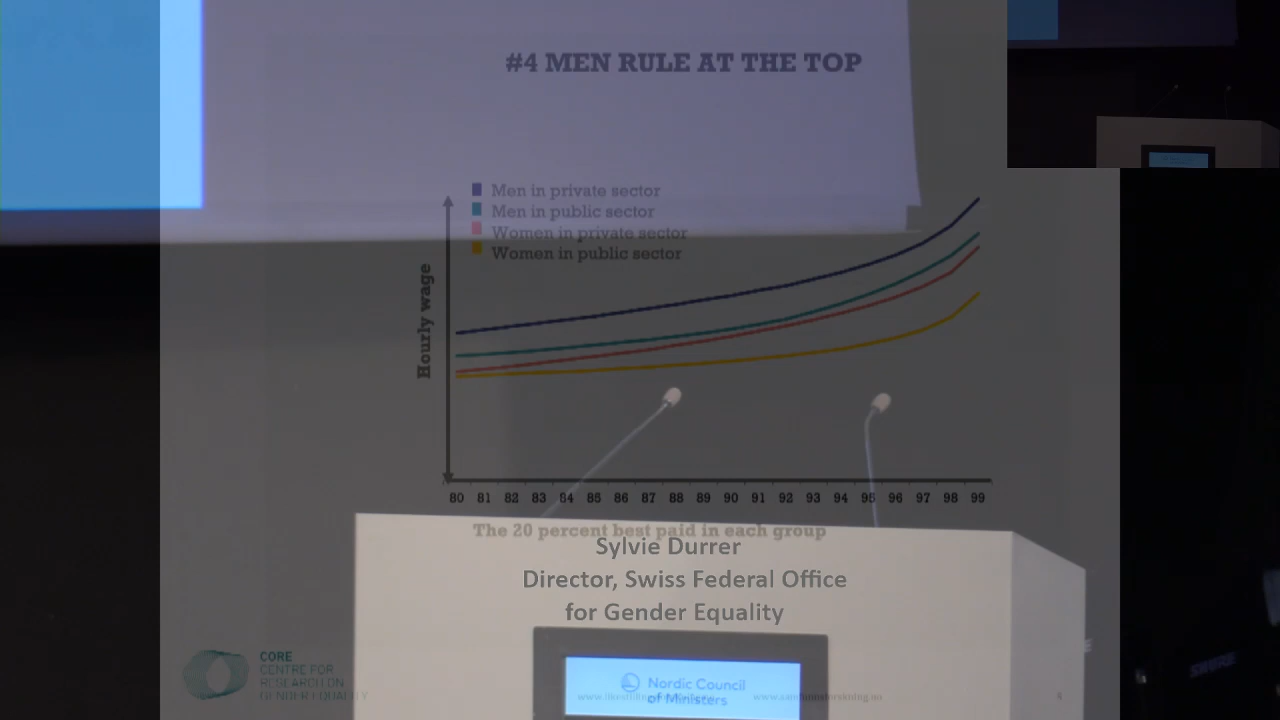 #4 MEN RULE AT THE TOP
Men in private sector
Men in public sector
Women in private sector
Women in public sector
Hourly wage
80 81 82 83 84 85 86 87 88 89 90 91 92 93 94 95 96 97 98 99
The 20 percent best paid in each group
Sylvie Durrer
Director, Swiss Federal Office
for Gender Equality
CORE
CENTRE FOR
RESEARCH ON
GENDER EQUALITY
Nordic Council
of Ministers
SHURE